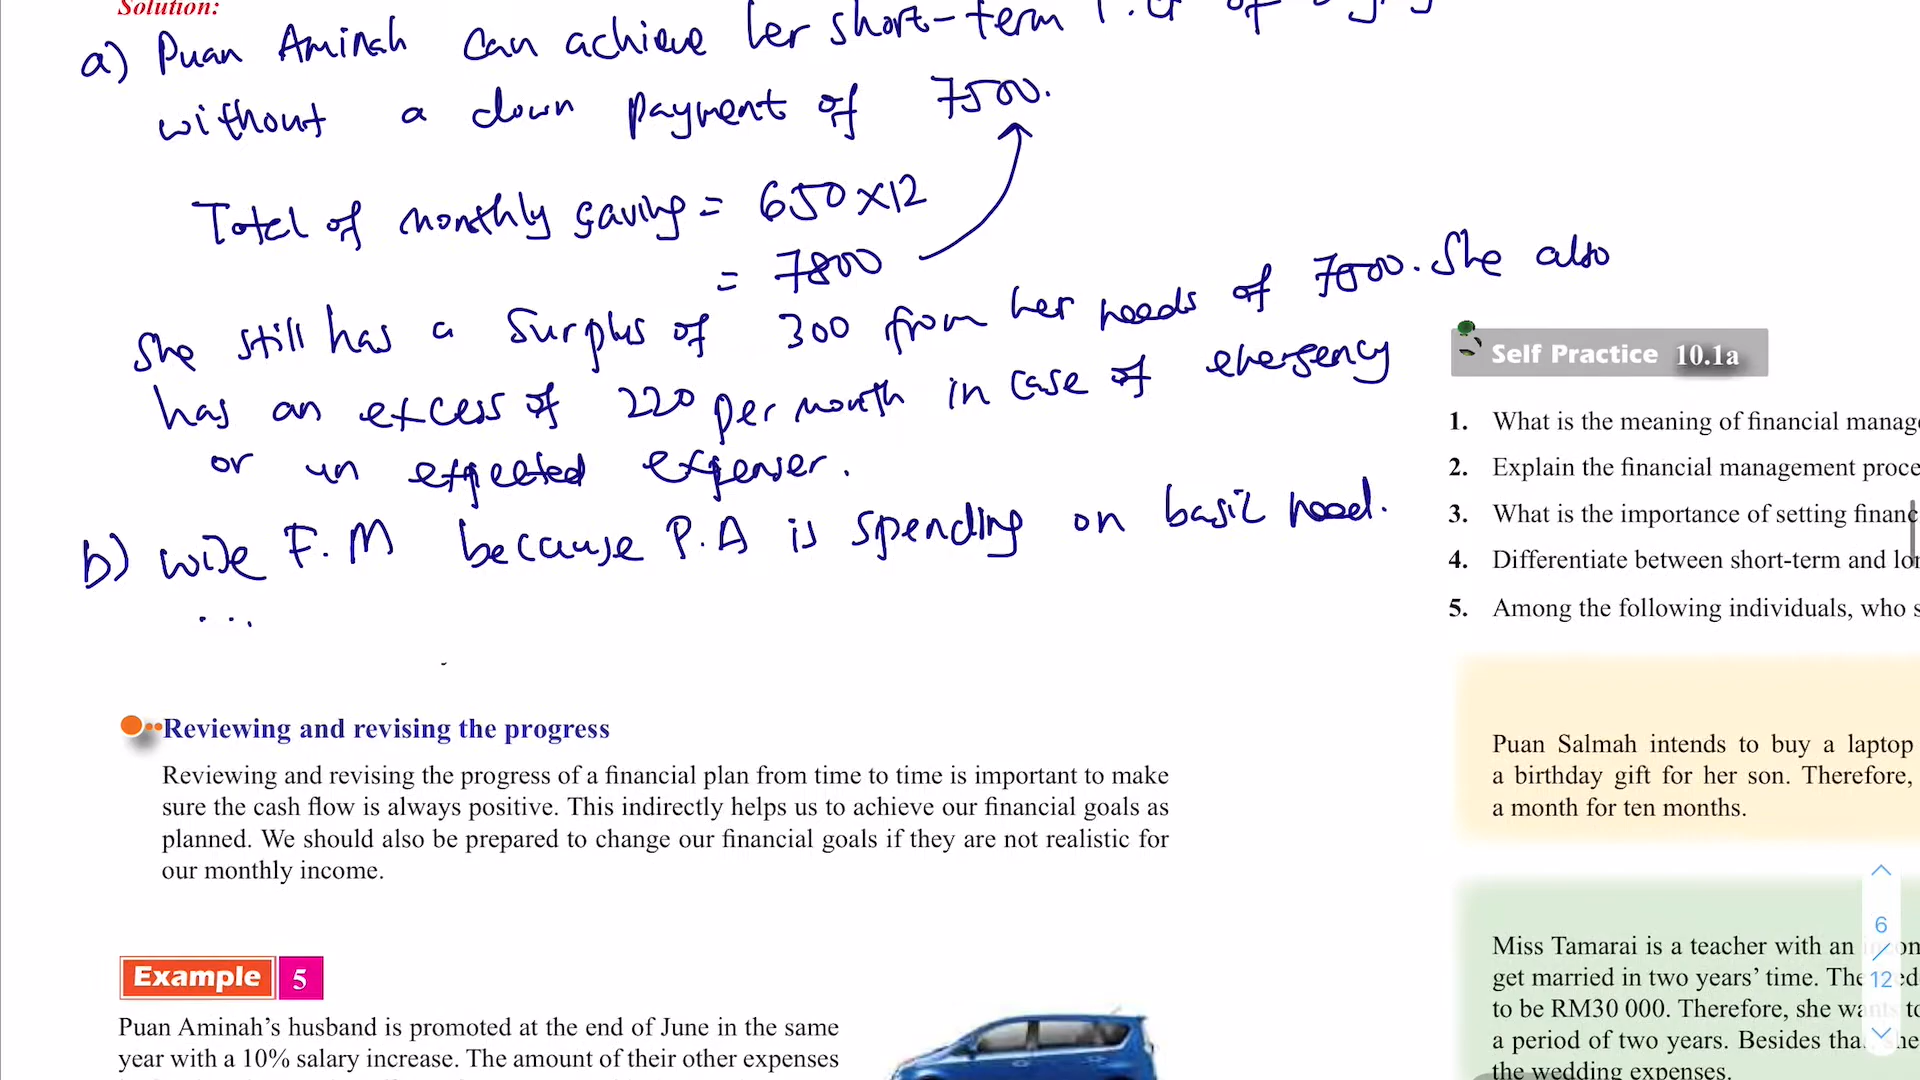 Solution:
a) Puan Aminah can achieve her short-term
without a down payment of 7500.
Total of monthly saving = 650×12
= 7800
She still has a surplus of 300 from her needs of 7500. She also
has an excess of 220 per month in case of emergency
or un expected expenser.
b) wise F.M because P.A is spending on basic need.
...
Reviewing and revising the progress
Reviewing and revising the progress of a financial plan from time to time is important to make
sure the cash flow is always positive. This indirectly helps us to achieve our financial goals as
planned. We should also be prepared to change our financial goals if they are not realistic for
our monthly income.
Example 5
Puan Aminah's husband is promoted at the end of June in the same
year with a 10% salary increase. The amount of their other expenses
Self Practice 10.1a
1. What is the meaning of financial manag
2. Explain the financial management proce
3. What is the importance of setting financ
4. Differentiate between short-term and lo
5. Among the following individuals, who s
Puan Salmah intends to buy a laptop
a birthday gift for her son. Therefore,
a month for ten months.
Miss Tamarai is a teacher with an
get married in two years' time. The
to be RM30 000. Therefore, she wants to
a period of two years. Besides tha
the wedding expenses.
6
/
12